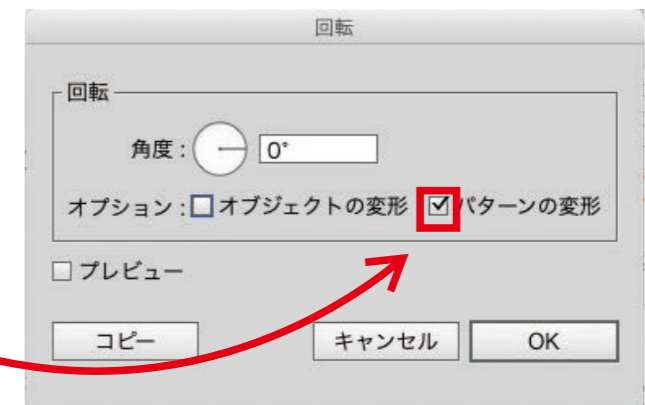 回転
回転
角度 : 0°
オプション : オブジェクトの変形 パターンの変形
プレビュー
コピー キャンセル OK